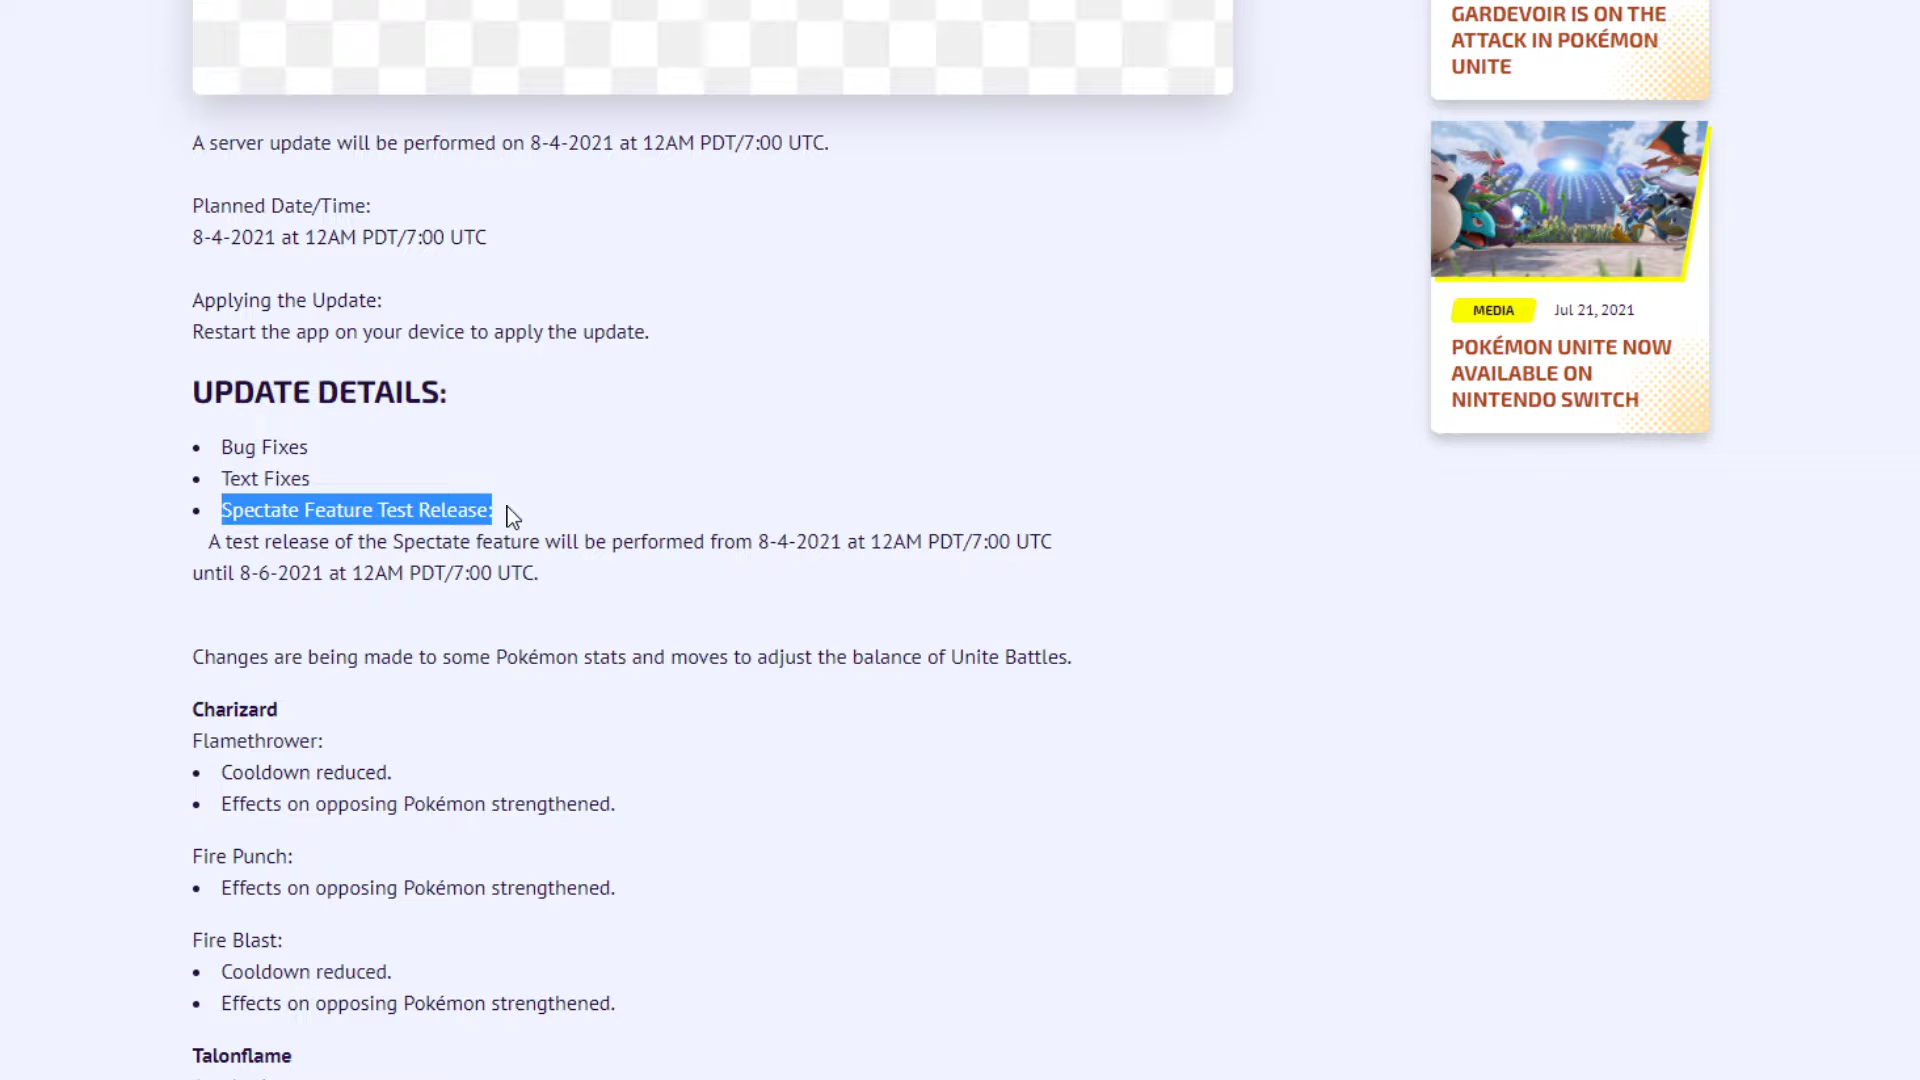 A server update will be performed on 8-4-2021 at 12AM PDT/7:00 UTC.
Planned Date/Time:
8-4-2021 at 12AM PDT/7:00 UTC
Applying the Update:
Restart the app on your device to apply the update.
UPDATE DETAILS:
• Bug Fixes
• Text Fixes
• Spectate Feature Test Release:
A test release of the Spectate feature will be performed from 8-4-2021 at 12AM PDT/7:00 UTC
until 8-6-2021 at 12AM PDT/7:00 UTC.
Changes are being made to some Pokémon stats and moves to adjust the balance of Unite Battles.
Charizard
Flamethrower:
• Cooldown reduced.
• Effects on opposing Pokémon strengthened.
Fire Punch:
• Effects on opposing Pokémon strengthened.
Fire Blast:
• Cooldown reduced.
• Effects on opposing Pokémon strengthened.
Talonflame
GARDEVOIR IS ON THE
ATTACK IN POKÉMON
UNITE
MEDIA Jul 21, 2021
POKÉMON UNITE NOW
AVAILABLE ON
NINTENDO SWITCH